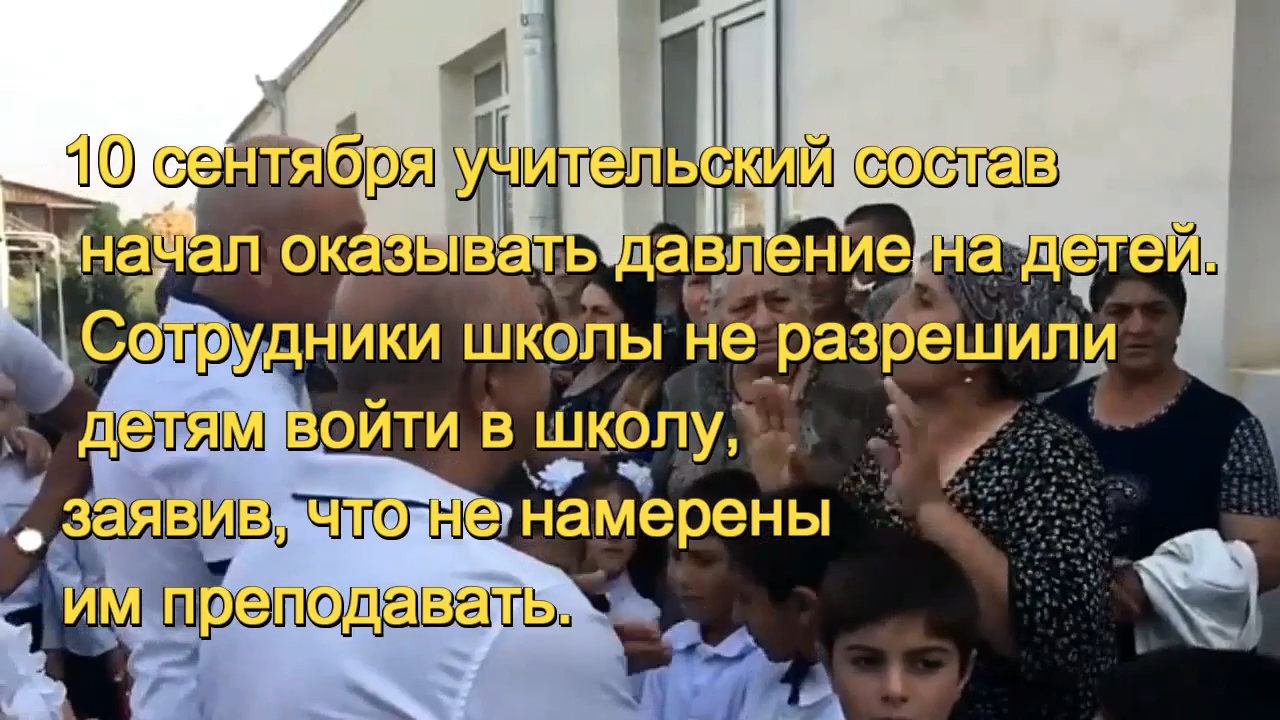 10 сентября учительский состав
начал оказывать давление на детей.
Сотрудники школы не разрешили
детям войти в школу,
заявив, что не намерены
им преподавать.